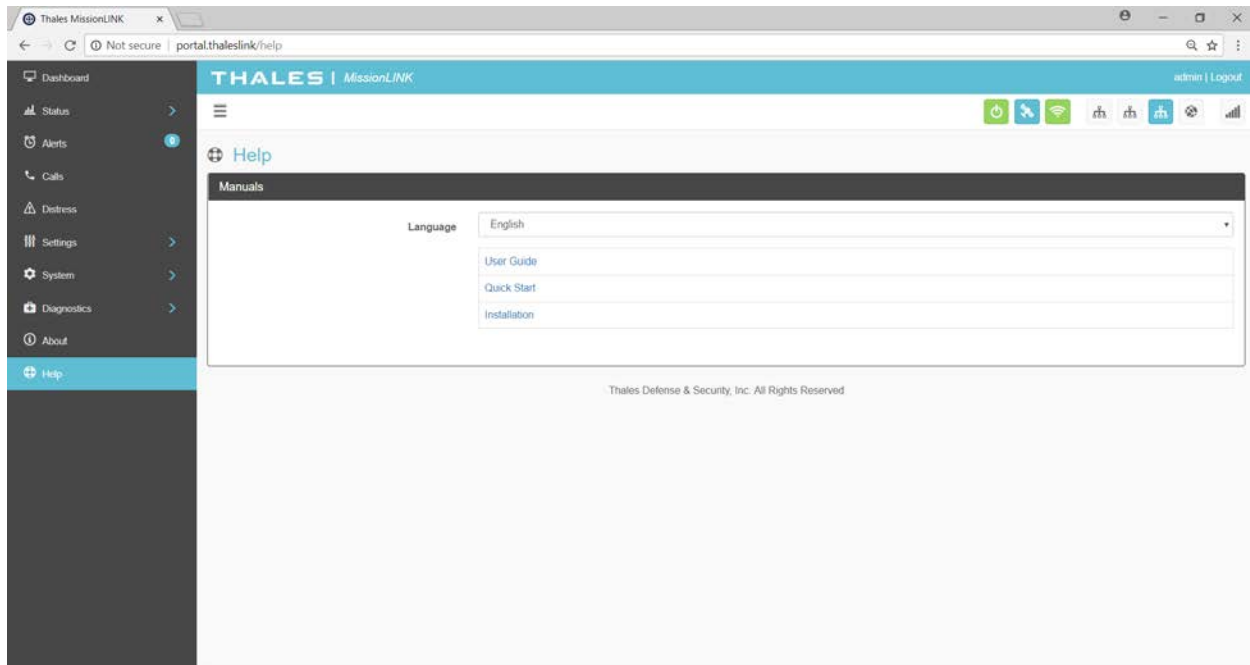 Thales MissionLINK
Not secure | portal.thaleslink/help
Dashboard
THALES | MissionLINK
admin | Logout
Status
Alerts
0
Calls
Distress
Settings
System
Diagnostics
About
Help
Help
Manuals
Language
English
User Guide
Quick Start
Installation
Thales Defense & Security, Inc. All Rights Reserved